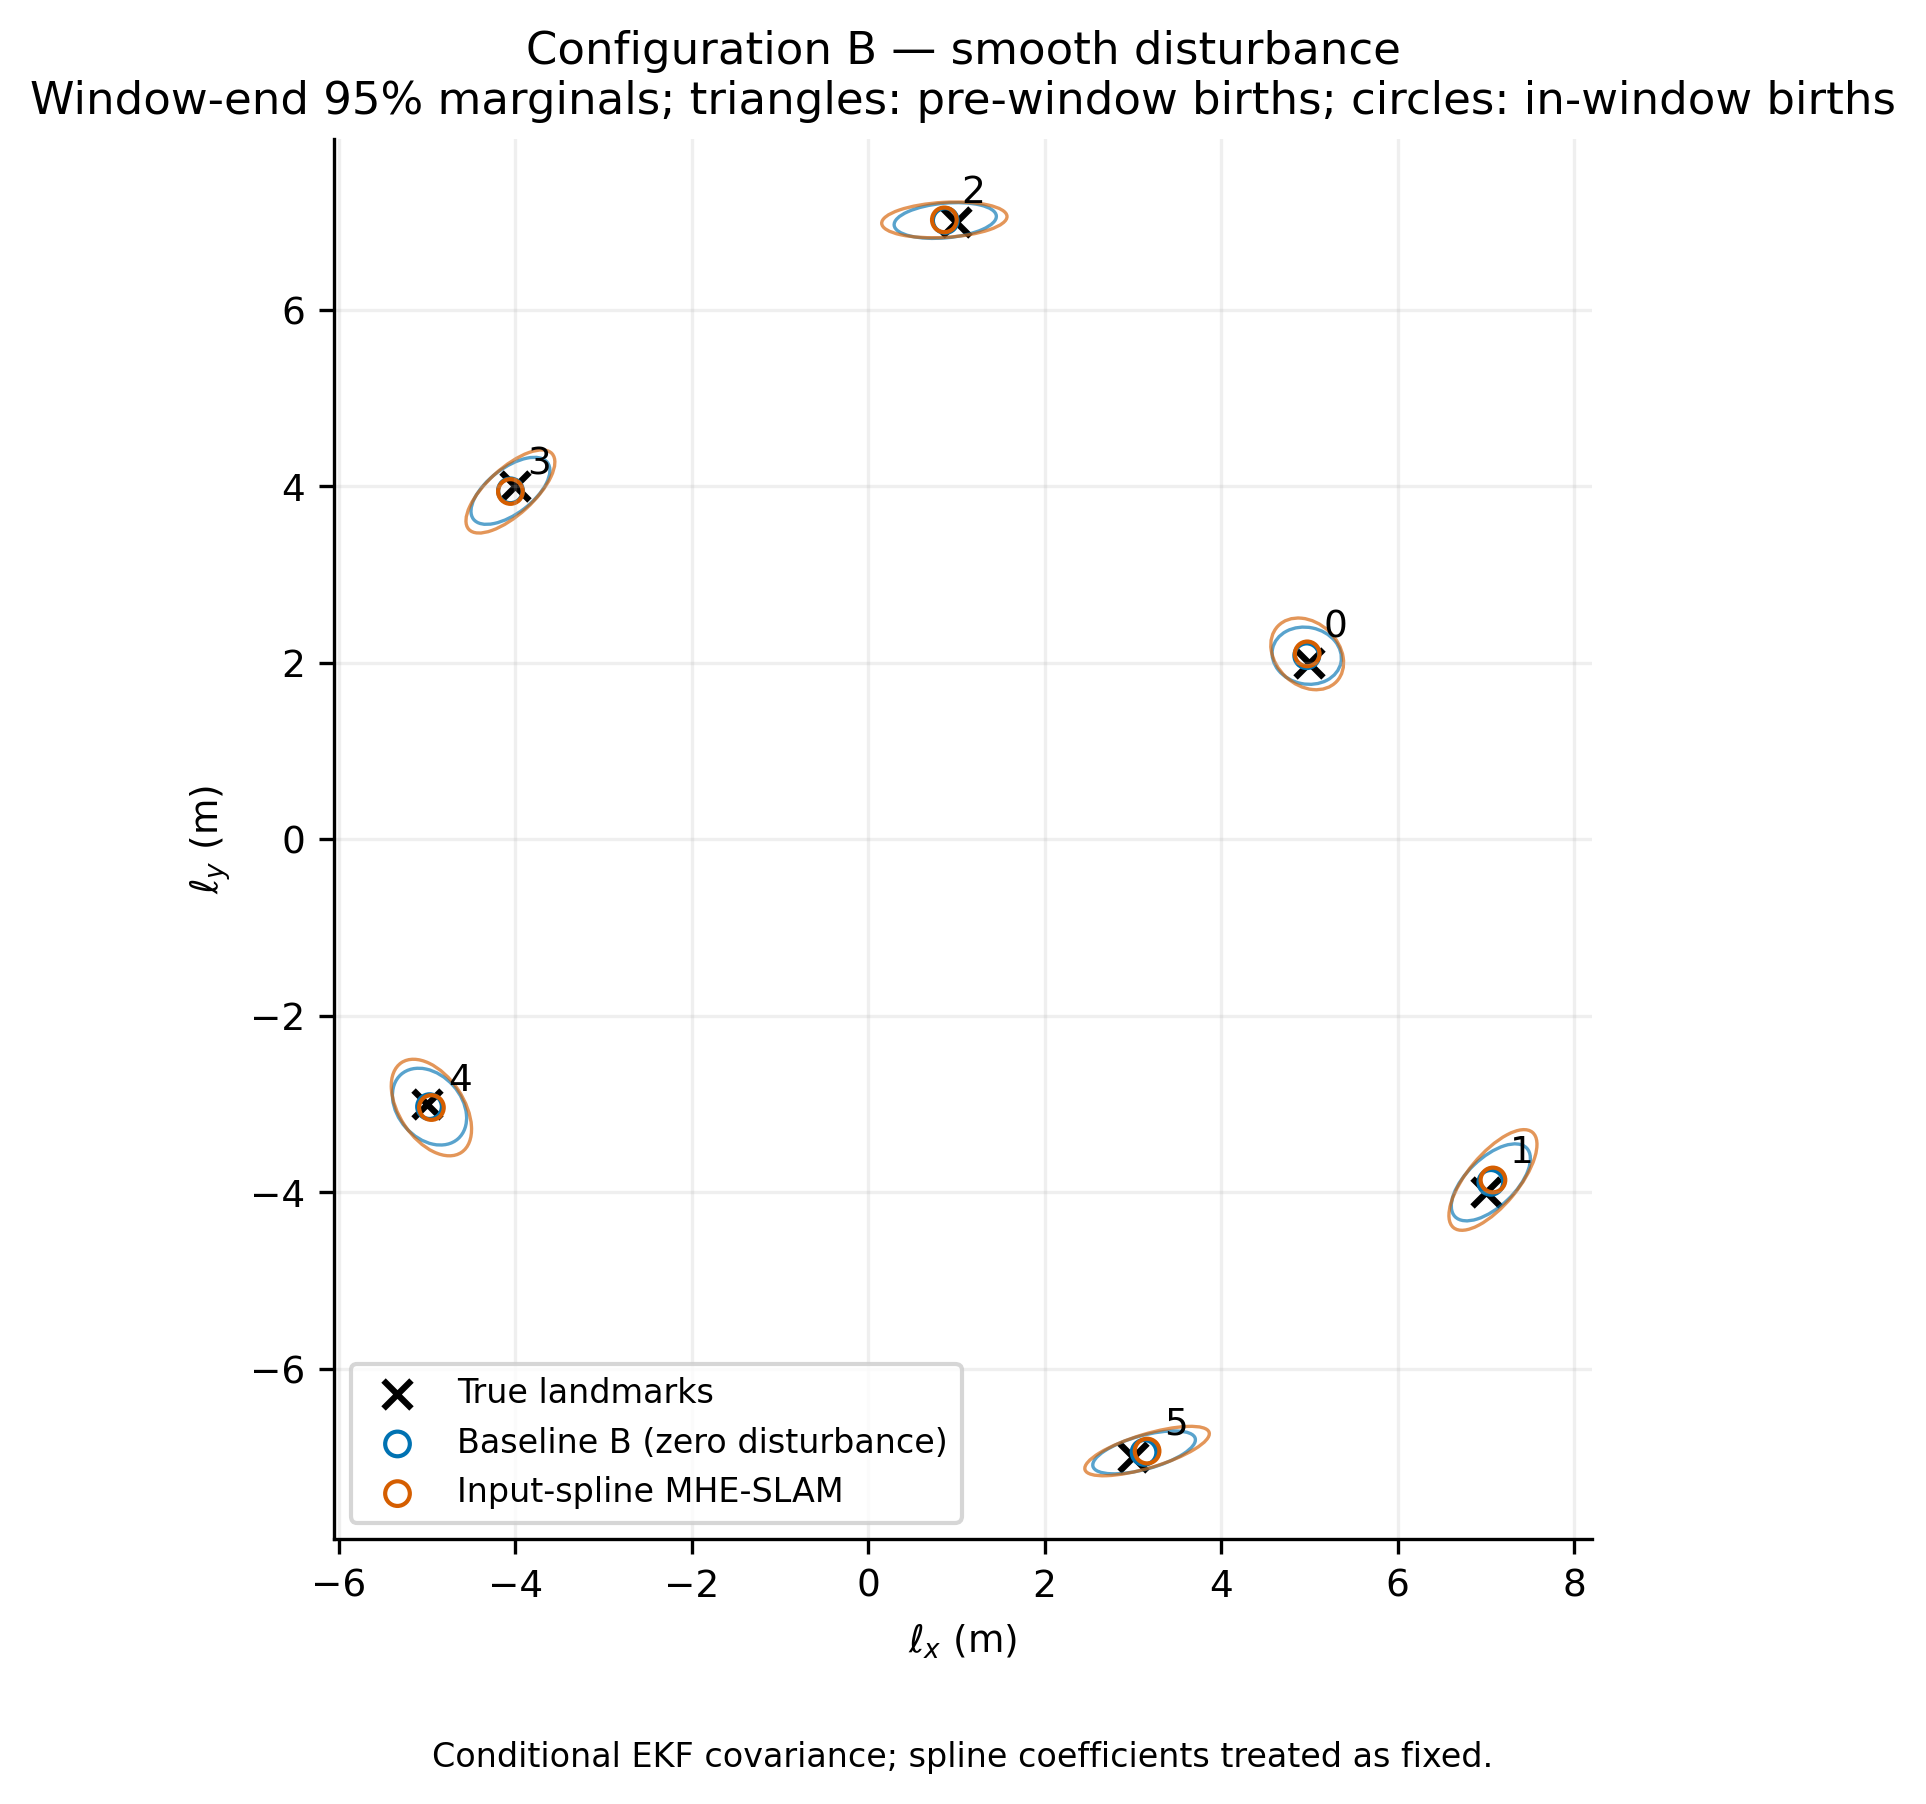 Configuration B — smooth disturbance
Window-end 95% marginals; triangles: pre-window births; circles: in-window births
2
6
3
4
0
2
ℓy (m)
0
−2
4
1
−4
5
−6
True landmarks
Baseline B (zero disturbance)
Input-spline MHE-SLAM
−6 −4 −2 0 2 4 6 8
ℓx (m)
Conditional EKF covariance; spline coefficients treated as fixed.